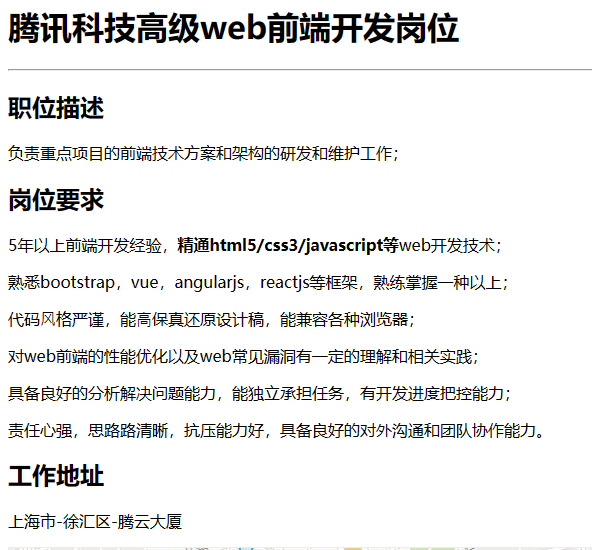 腾讯科技高级web前端开发岗位
职位描述
负责重点项目的前端技术方案和架构的研发和维护工作；
岗位要求
5年以上前端开发经验，精通html5/css3/javascript等web开发技术；
熟悉bootstrap，vue，angularjs，reactjs等框架，熟练掌握一种以上；
代码风格严谨，能高保真还原设计稿，能兼容各种浏览器；
对web前端的性能优化以及web常见漏洞有一定的理解和相关实践；
具备良好的分析解决问题能力，能独立承担任务，有开发进度把控能力；
责任心强，思路路清晰，抗压能力好，具备良好的对外沟通和团队协作能力。
工作地址
上海市-徐汇区-腾云大厦